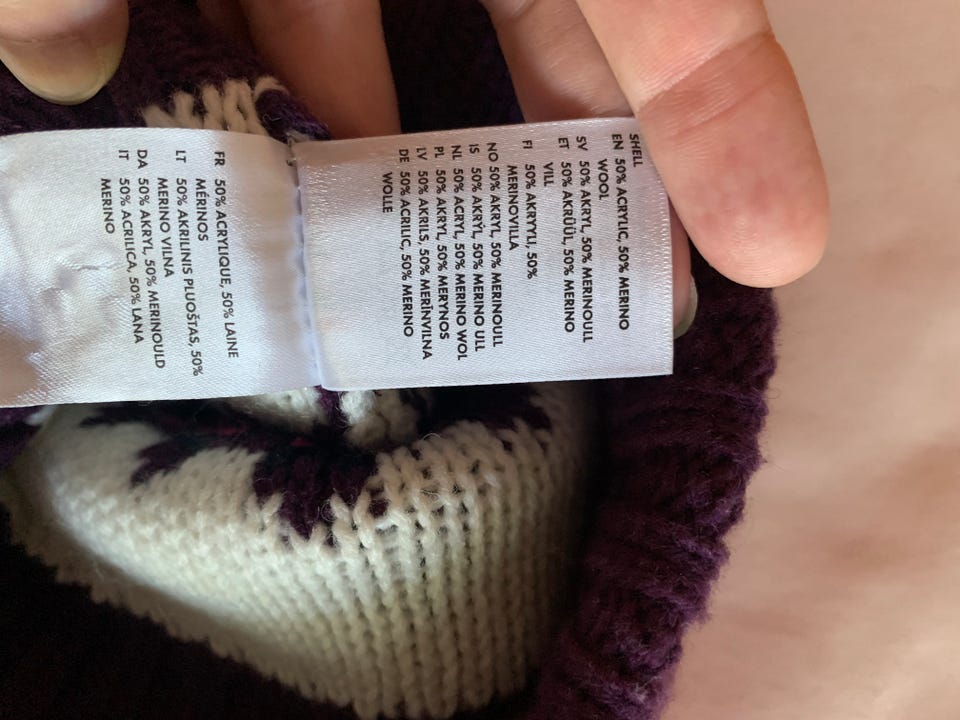 SHELL
EN 50% ACRYLIC, 50% MERINO
WOOL
SV 50% AKRYL, 50% MERINOULL
ET 50% AKRÜÜL, 50% MERINO
VILL
FI 50% AKRYYLI, 50%
MERINOVILLA
NO 50% AKRYL, 50% MERINOULL
IS 50% AKRÝL, 50% MERINO ULL
NL 50% ACRYL, 50% MERINO WOL
PL 50% AKRYL, 50% MERYNOS
LV 50% AKRILS, 50% MERĪNVILNA
DE 50% ACRILIC, 50% MERINO
WOLLE
FR 50% ACRYLIQUE, 50% LAINE
MÉRINOS
LT 50% AKRILINIS PLUOŠTAS, 50%
MERINO VILNA
DA 50% AKRYL, 50% MERINOULD
IT 50% ACRILICA, 50% LANA
MERINO